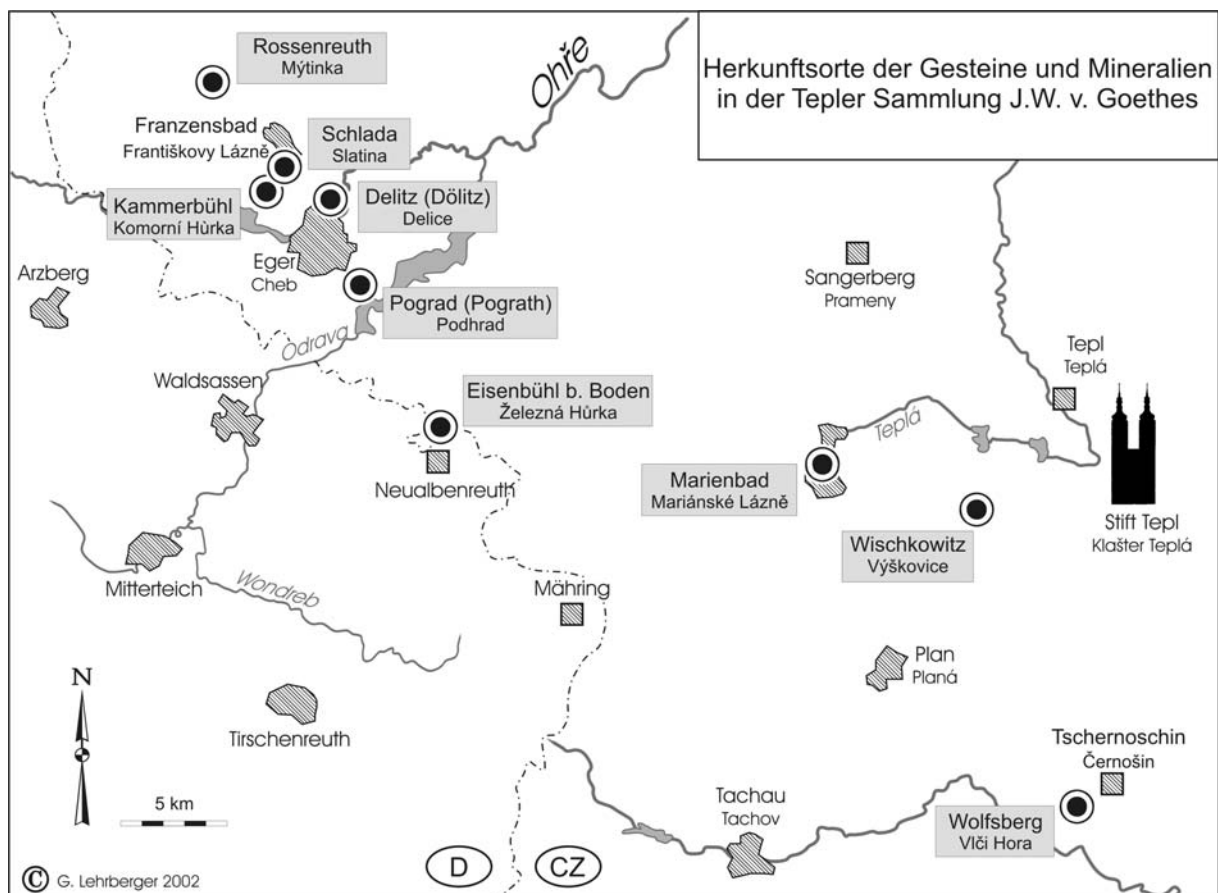 Herkunftsorte der Gesteine und Mineralien
in der Tepler Sammlung J.W. v. Goethes
Rossenreuth
Mýtinka
Ohře
Franzensbad
Františkovy Lázně
Schlada
Slatina
Kammerbühl
Komorní Hùrka
Delitz (Dölitz)
Delice
Eger
Cheb
Arzberg
Pograd (Pograth)
Podhrad
Sangerberg
Prameny
Odrava
Waldsassen
Tepl
Teplá
Eisenbühl b. Boden
Železná Hùrka
Teplá
Neualbenreuth
Marienbad
Mariánské Lázně
Stift Tepl
Klašter Teplá
Wischkowitz
Výškovice
Mitterteich
Wondreb
Mähring
Plan
Planá
N
Tirschenreuth
Tschernoschin
Černošin
5 km
Tachau
Tachov
Wolfsberg
Vlči Hora
D
CZ
© G. Lehrberger 2002